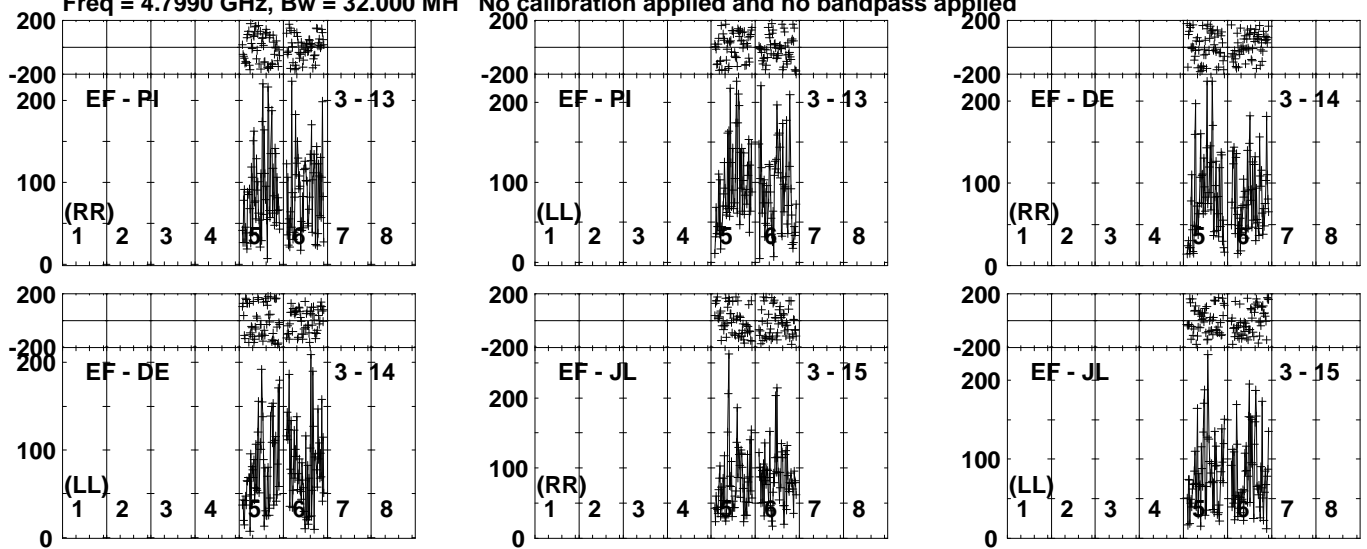 Freq = 4.7990 GHz, Bw = 32.000 MH No calibration applied and no bandpass applied
200 200 200
-200 -200 -200
200 EF - PI 3 - 13 200 EF - PI 3 - 13 200 EF - DE 3 - 14
100 100 100
(RR) (LL) (RR)
1 2 3 4 5 6 7 8 1 2 3 4 5 6 7 8 1 2 3 4 5 6 7 8
0 0 0
200 200 200
-200 -200 -200
200 EF - DE 3 - 14 200 EF - JL 3 - 15 200 EF - JL 3 - 15
100 100 100
(LL) (RR) (LL)
1 2 3 4 5 6 7 8 1 2 3 4 5 6 7 8 1 2 3 4 5 6 7 8
0 0 0